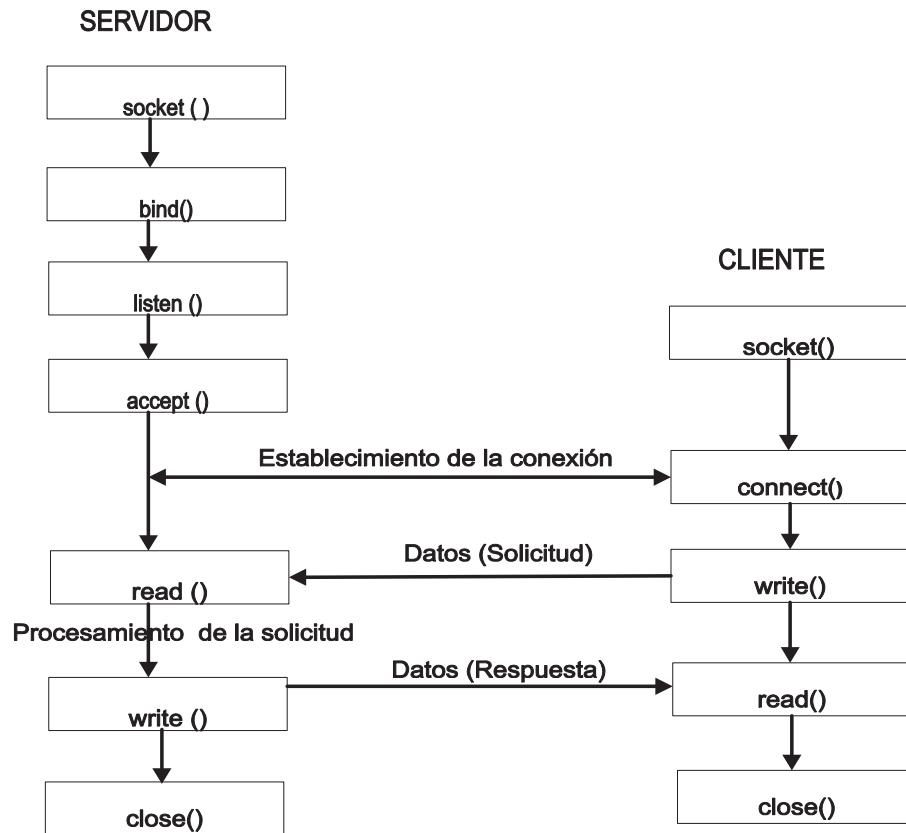 SERVIDOR
socket ( )
bind()
listen ()
CLIENTE
socket()
accept ()
Establecimiento de la conexión
connect()
Datos (Solicitud)
read ()
write()
Procesamiento de la solicitud
Datos (Respuesta)
write ()
read()
close()
close()